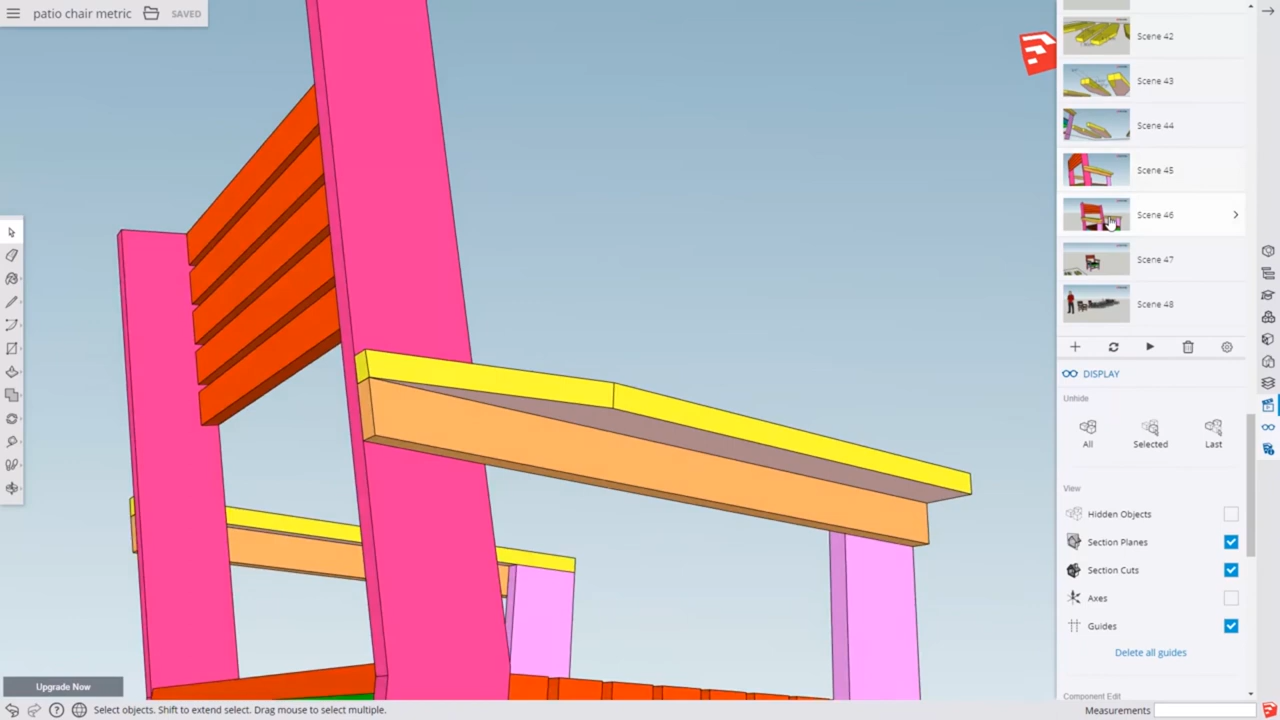 patio chair metric
SAVED
Scene 42
Scene 43
Scene 44
Scene 45
Scene 46
Scene 47
Scene 48
DISPLAY
Unhide
All
Selected
Last
View
Hidden Objects
Section Planes
Section Cuts
Axes
Guides
Delete all guides
Component Edit
Upgrade Now
Select objects. Shift to extend select. Drag mouse to select multiple.
Measurements